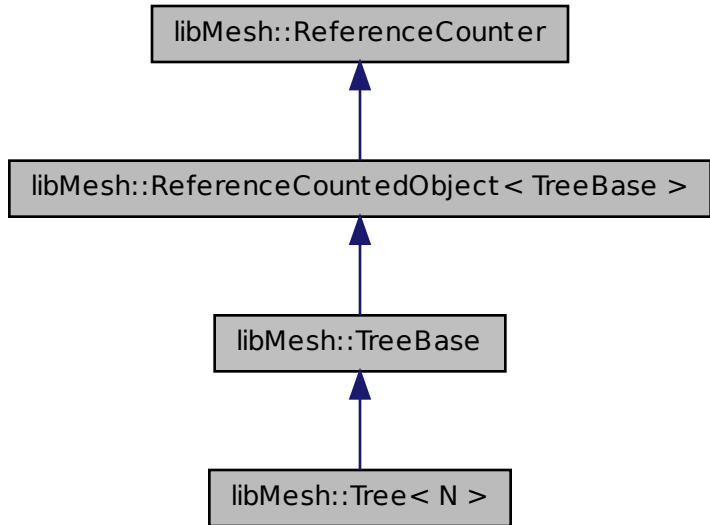 libMesh::ReferenceCounter
libMesh::ReferenceCountedObject< TreeBase >
libMesh::TreeBase
libMesh::Tree< N >